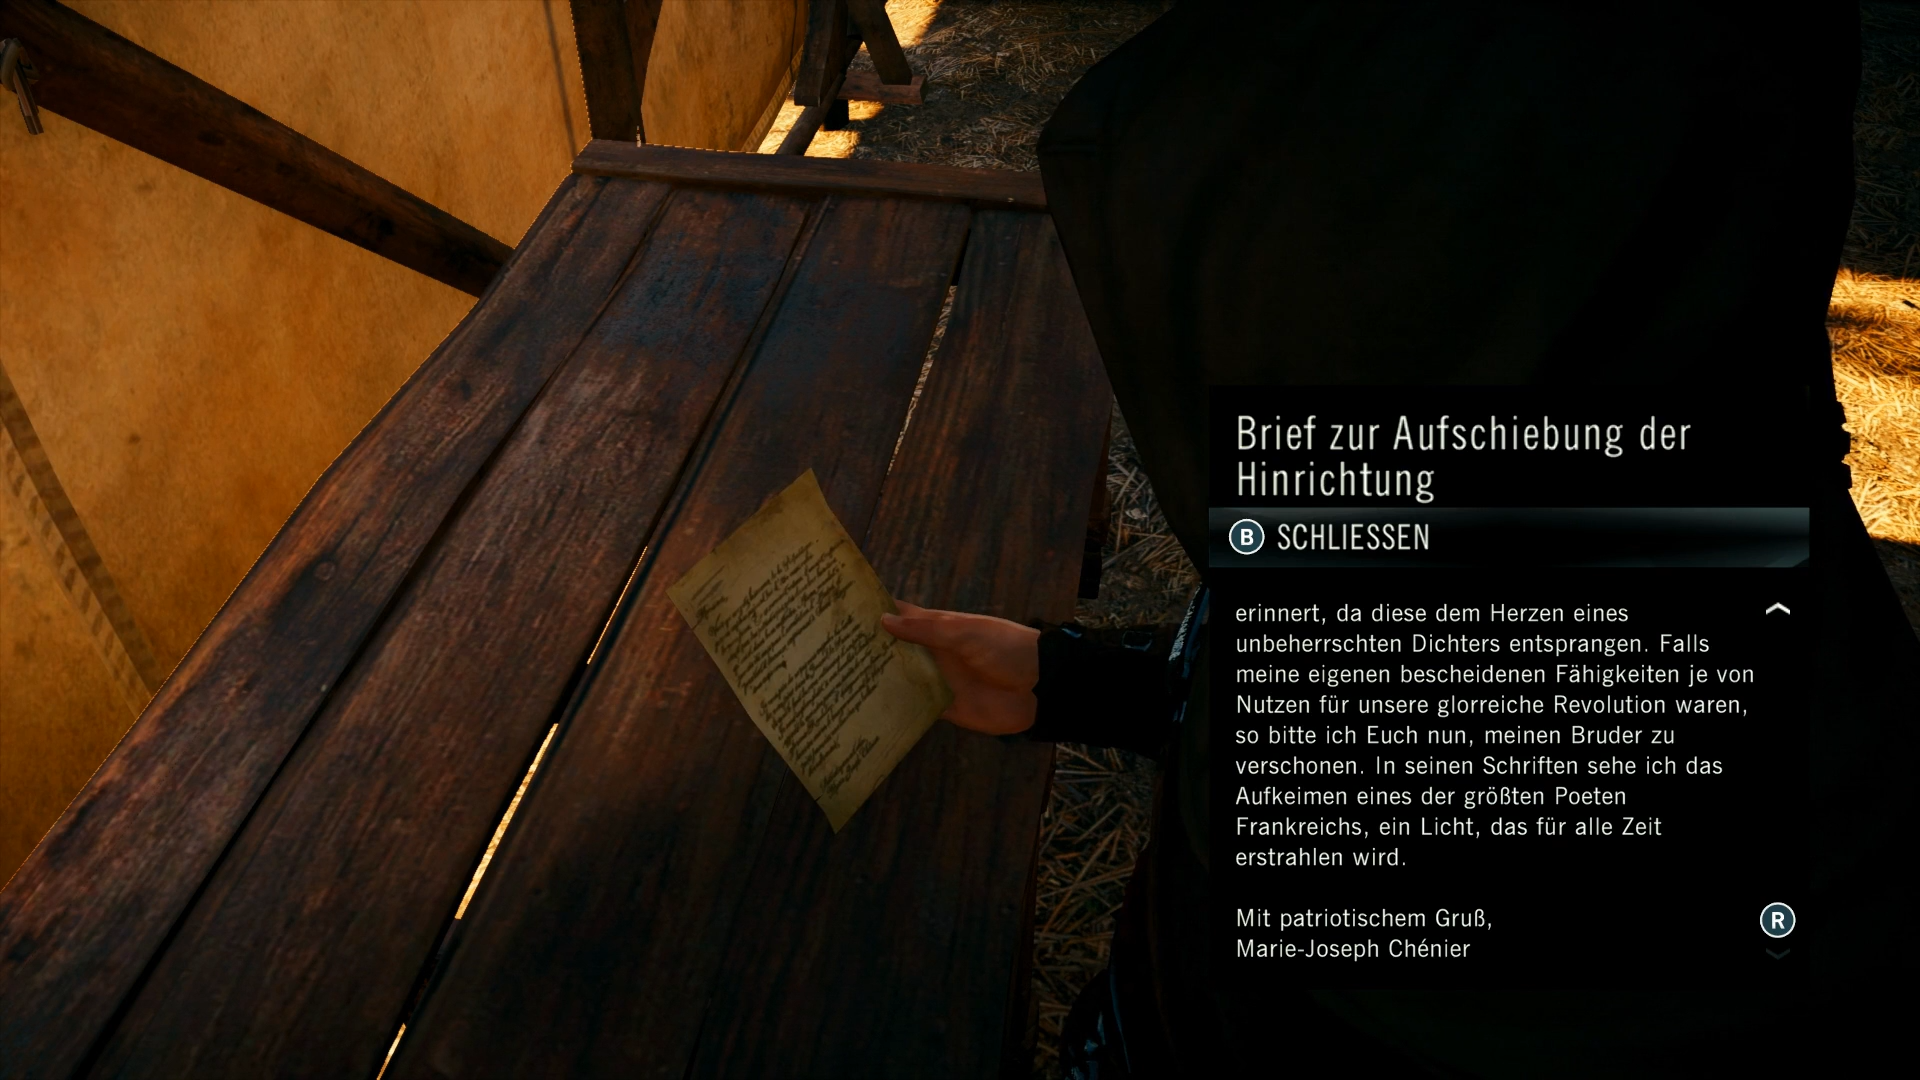 Brief zur Aufschiebung der
Hinrichtung
B SCHLIESSEN
erinnert, da diese dem Herzen eines
unbeherrschten Dichters entsprangen. Falls
meine eigenen bescheidenen Fähigkeiten je von
Nutzen für unsere glorreiche Revolution waren,
so bitte ich Euch nun, meinen Bruder zu
verschonen. In seinen Schriften sehe ich das
Aufkeimen eines der größten Poeten
Frankreichs, ein Licht, das für alle Zeit
erstrahlen wird.
Mit patriotischem Gruß,
R
Marie-Joseph Chénier